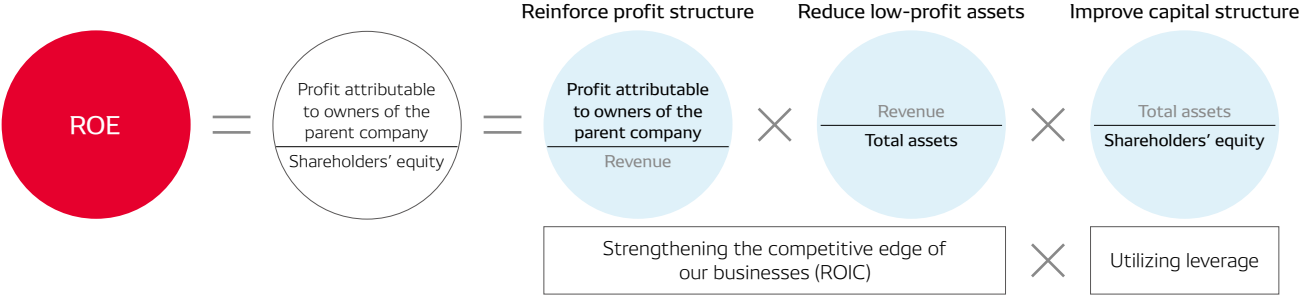 Reinforce profit structure
Reduce low-profit assets
Improve capital structure
ROE
=
Profit attributable
to owners of the
parent company
Shareholders’ equity
=
Profit attributable
to owners of the
parent company
Revenue
×
Revenue
Total assets
×
Total assets
Shareholders’ equity
Strengthening the competitive edge of
our businesses (ROIC)
×
Utilizing leverage